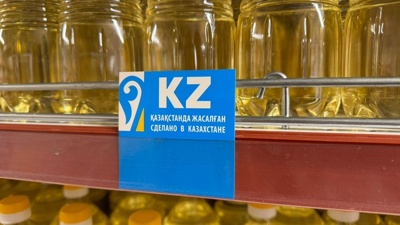 KZ
ҚАЗАҚСТАНДА ЖАСАЛҒАН
СДЕЛАНО В КАЗАХСТАНЕ